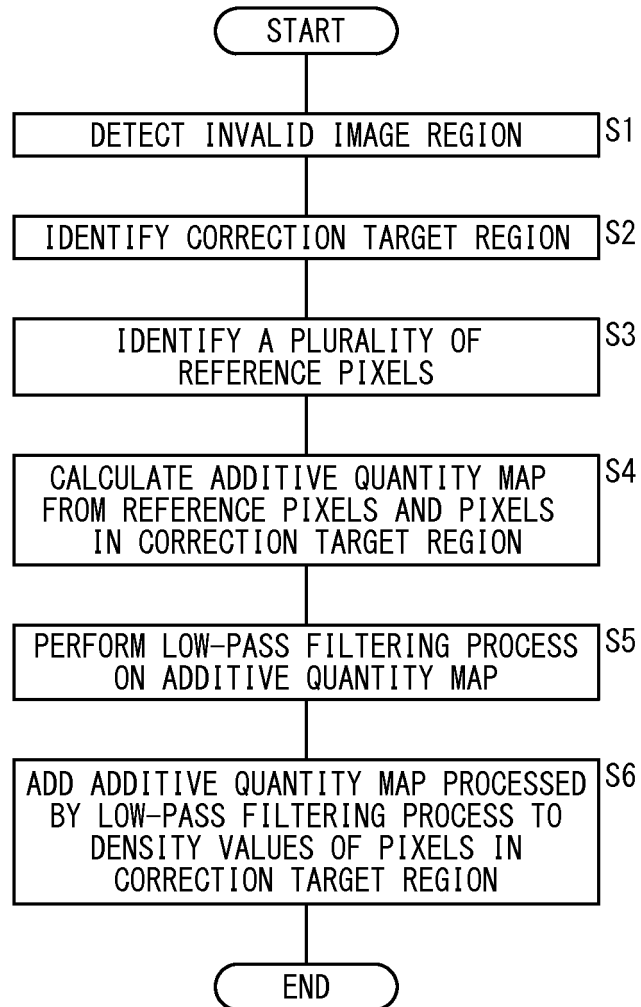 START
DETECT INVALID IMAGE REGION
S1
IDENTIFY CORRECTION TARGET REGION
S2
IDENTIFY A PLURALITY OF
REFERENCE PIXELS
S3
CALCULATE ADDITIVE QUANTITY MAP
FROM REFERENCE PIXELS AND PIXELS
IN CORRECTION TARGET REGION
S4
PERFORM LOW-PASS FILTERING PROCESS
ON ADDITIVE QUANTITY MAP
S5
ADD ADDITIVE QUANTITY MAP PROCESSED
BY LOW-PASS FILTERING PROCESS TO
DENSITY VALUES OF PIXELS IN
CORRECTION TARGET REGION
S6
END